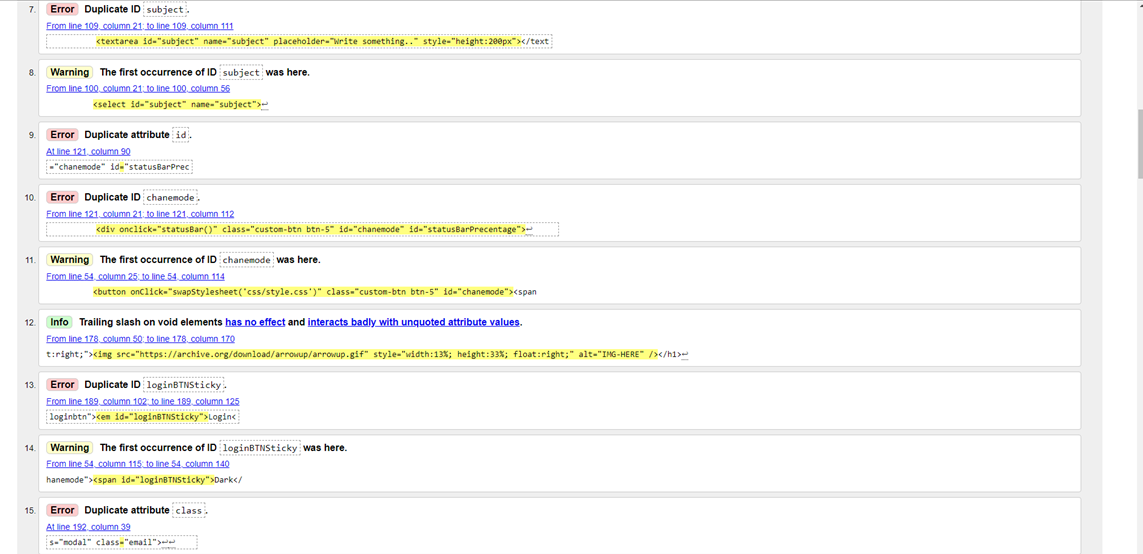 7. Error Duplicate ID subject.
From line 109, column 21; to line 109, column 111
<textarea id="subject" name="subject" placeholder="Write something.." style="height:200px"></text
8. Warning The first occurrence of ID subject was here.
From line 100, column 21; to line 100, column 56
<select id="subject" name="subject">↩
9. Error Duplicate attribute id.
At line 121, column 90
="chanemode" id="statusBarPrec
10. Error Duplicate ID chanemode.
From line 121, column 21; to line 121, column 112
<div onclick="statusBar()" class="custom-btn btn-5" id="chanemode" id="statusBarPrecentage">↩
11. Warning The first occurrence of ID chanemode was here.
From line 54, column 25; to line 54, column 114
<button onClick="swapStylesheet('css/style.css')" class="custom-btn btn-5" id="chanemode"><span
12. Info Trailing slash on void elements has no effect and interacts badly with unquoted attribute values.
From line 178, column 50; to line 178, column 170
t:right;"><img src="https://archive.org/download/arrowup/arrowup.gif" style="width:13%; height:33%; float:right;" alt="IMG-HERE" /></h1>↩
13. Error Duplicate ID loginBTNSticky.
From line 189, column 102; to line 189, column 125
loginbtn"><em id="loginBTNSticky">Login<
14. Warning The first occurrence of ID loginBTNSticky was here.
From line 54, column 115; to line 54, column 140
hanemode"><span id="loginBTNSticky">Dark</
15. Error Duplicate attribute class.
At line 192, column 39
s="modal" class="email">↩↩